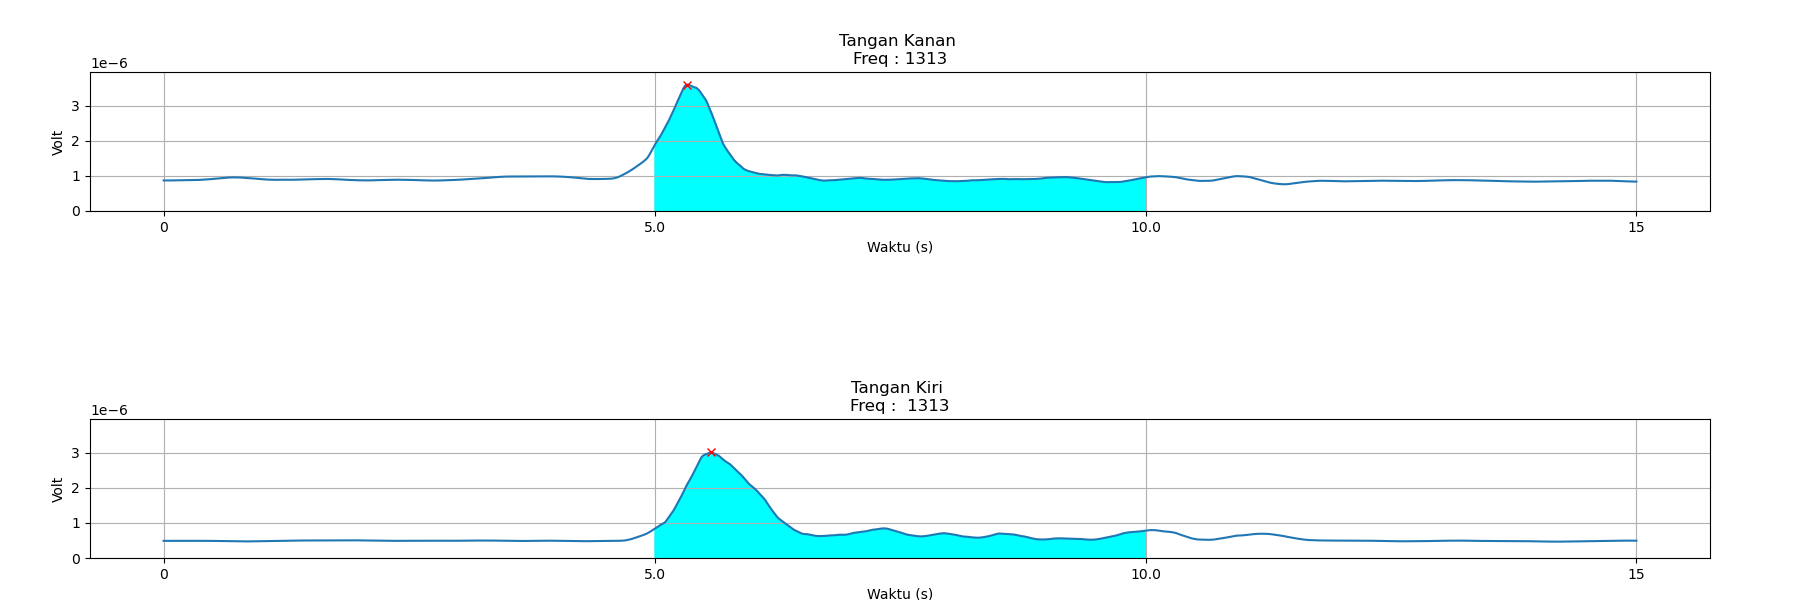 Tangan Kanan
Freq : 1313
1e−6
3
2
1
0
Volt
0 5.0 10.0 15
Waktu (s)
Tangan Kiri
Freq :  1313
1e−6
3
2
1
0
Volt
0 5.0 10.0 15
Waktu (s)